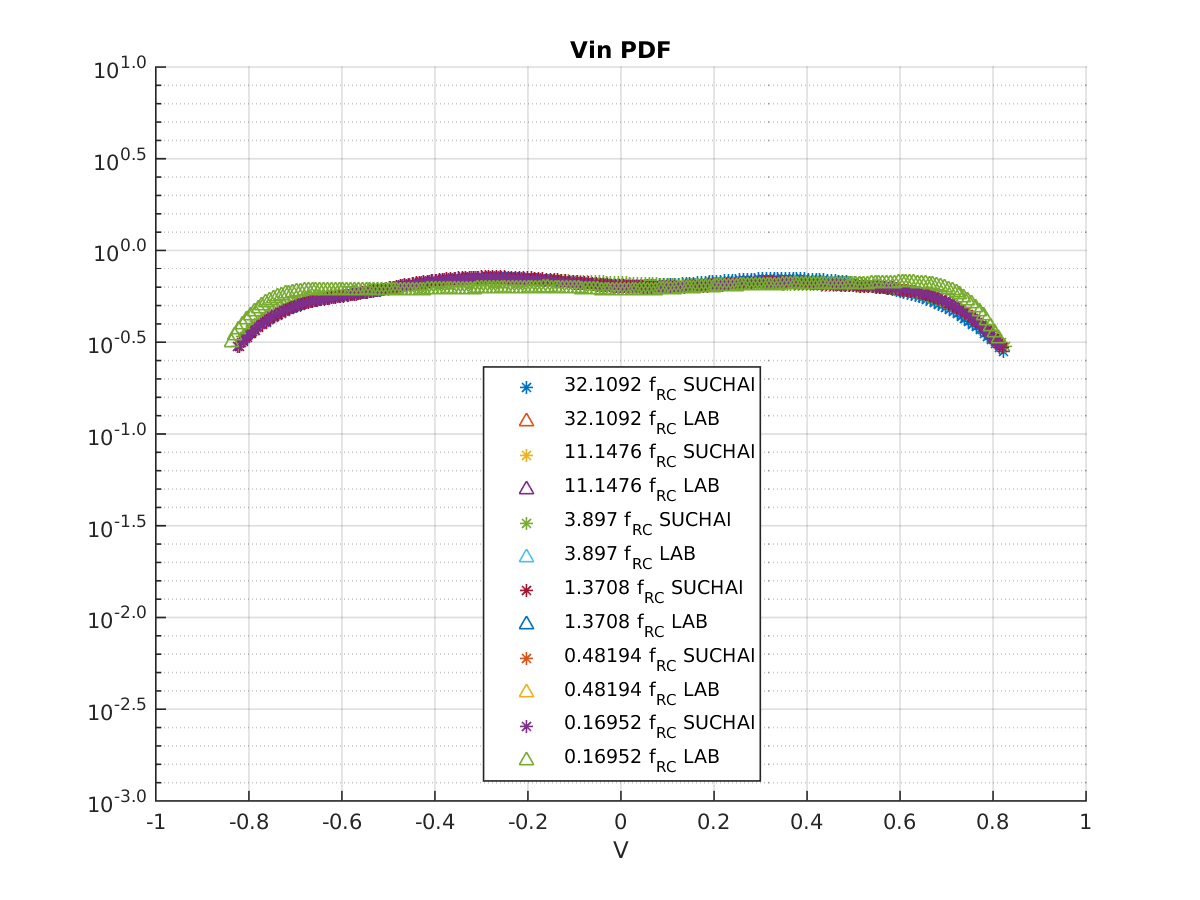 Vin PDF
10^1.0
10^0.5
10^0.0
10^-0.5
10^-1.0
10^-1.5
10^-2.0
10^-2.5
10^-3.0
32.1092 f_RC SUCHAI
32.1092 f_RC LAB
11.1476 f_RC SUCHAI
11.1476 f_RC LAB
3.897 f_RC SUCHAI
3.897 f_RC LAB
1.3708 f_RC SUCHAI
1.3708 f_RC LAB
0.48194 f_RC SUCHAI
0.48194 f_RC LAB
0.16952 f_RC SUCHAI
0.16952 f_RC LAB
-1 -0.8 -0.6 -0.4 -0.2 0 0.2 0.4 0.6 0.8 1
V